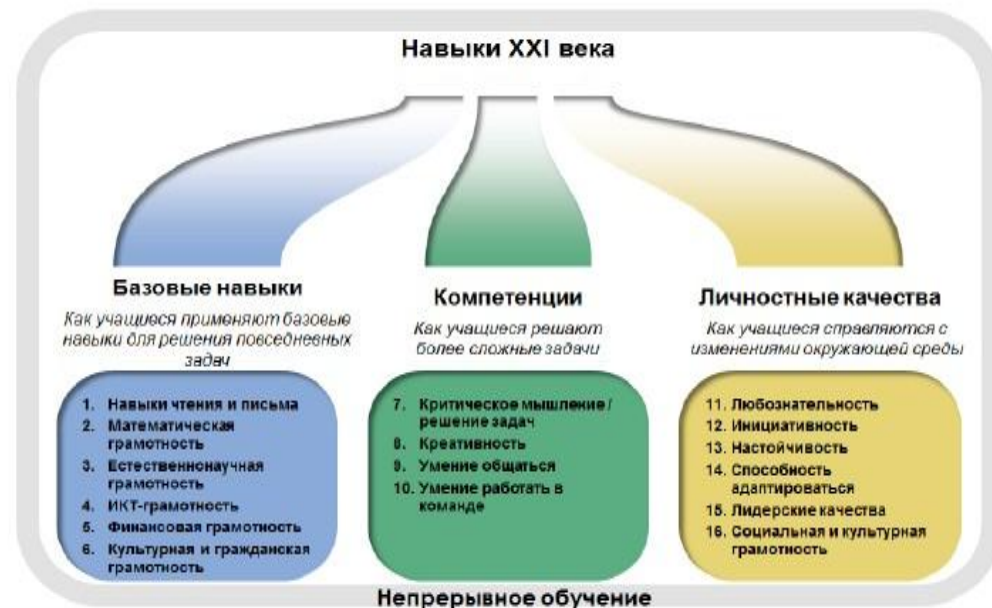 Навыки XXI века
Базовые навыки
Как учащиеся применяют базовые
навыки для решения повседневных
задач
1. Навыки чтения и письма
2. Математическая
грамотность
3. Естественнонаучная
грамотность
4. ИКТ-грамотность
5. Финансовая грамотность
6. Культурная и гражданская
грамотность
Компетенции
Как учащиеся решают
более сложные задачи
7. Критическое мышление /
решение задач
8. Креативность
9. Умение общаться
10. Умение работать в
команде
Личностные качества
Как учащиеся справляются с
изменениями окружающей среды
11. Любознательность
12. Инициативность
13. Настойчивость
14. Способность
адаптироваться
15. Лидерские качества
16. Социальная и культурная
грамотность
Непрерывное обучение